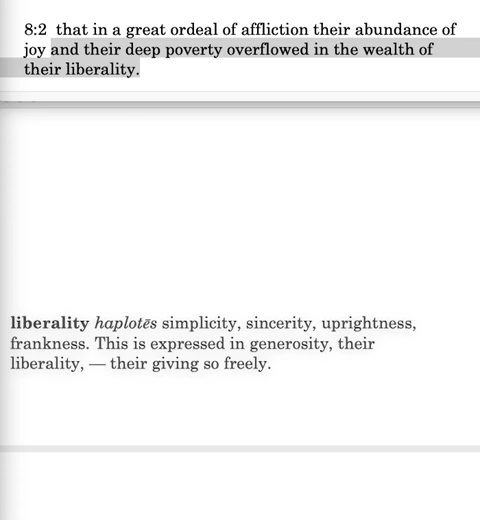 8:2 that in a great ordeal of affliction their abundance of
joy and their deep poverty overflowed in the wealth of
their liberality.
liberality haplotēs simplicity, sincerity, uprightness,
frankness. This is expressed in generosity, their
liberality, — their giving so freely.